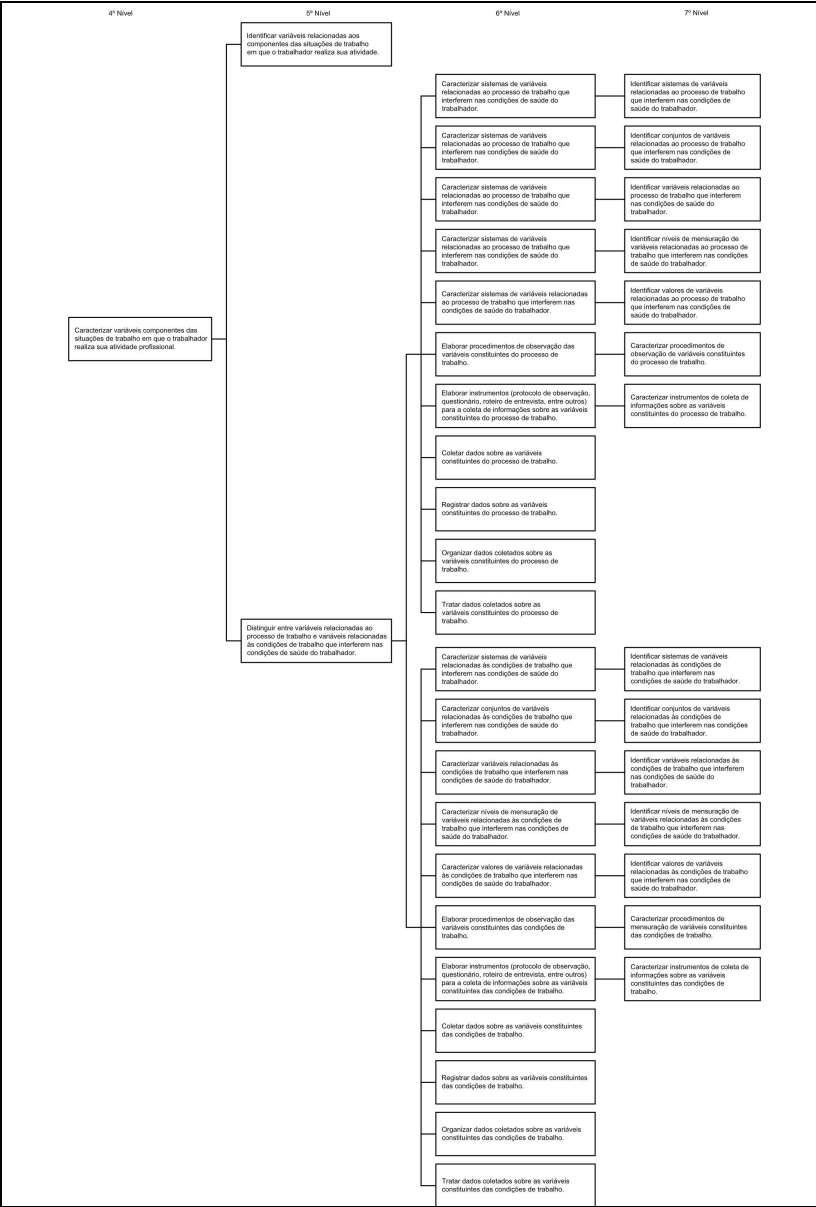 4º Nível
5º Nível
6º Nível
7º Nível
Identificar variáveis relacionadas aos
componentes das situações de trabalho
em que o trabalhador realiza sua atividade.
Caracterizar sistemas de variáveis
relacionadas ao processo de trabalho que
interferem nas condições de saúde do
trabalhador.
Identificar sistemas de variáveis
relacionadas ao processo de trabalho
que interferem nas condições de
saúde do trabalhador.
Caracterizar sistemas de variáveis
relacionadas ao processo de trabalho que
interferem nas condições de saúde do
trabalhador.
Identificar conjuntos de variáveis
relacionadas ao processo de trabalho
que interferem nas condições de
saúde do trabalhador.
Caracterizar sistemas de variáveis
relacionadas ao processo de trabalho que
interferem nas condições de saúde do
trabalhador.
Identificar variáveis relacionadas ao
processo de trabalho que interferem
nas condições de saúde do
trabalhador.
Caracterizar sistemas de variáveis
relacionadas ao processo de trabalho que
interferem nas condições de saúde do
trabalhador.
Identificar níveis de mensuração de
variáveis relacionadas ao processo de
trabalho que interferem nas condições
de saúde do trabalhador.
Caracterizar sistemas de variáveis relacionadas
ao processo de trabalho que interferem nas
condições de saúde do trabalhador.
Identificar valores de variáveis
relacionadas ao processo de trabalho
que interferem nas condições de
saúde do trabalhador.
Caracterizar variáveis componentes das
situações de trabalho em que o trabalhador
realiza sua atividade profissional.
Elaborar procedimentos de observação das
variáveis constituintes do processo de
trabalho.
Caracterizar procedimentos de
observação de variáveis constituintes
do processo de trabalho.
Elaborar instrumentos (protocolo de observação,
questionário, roteiro de entrevista, entre outros)
para a coleta de informações sobre as variáveis
constituintes do processo de trabalho.
Caracterizar instrumentos de coleta de
informações sobre as variáveis
constituintes do processo de trabalho.
Coletar dados sobre as variáveis
constituintes do processo de trabalho.
Registrar dados sobre as variáveis
constituintes do processo de trabalho.
Organizar dados coletados sobre as
variáveis constituintes do processo de
trabalho.
Tratar dados coletados sobre as
variáveis constituintes do processo de
trabalho.
Distinguir entre variáveis relacionadas ao
processo de trabalho e variáveis relacionadas
às condições de trabalho que interferem nas
condições de saúde do trabalhador.
Caracterizar sistemas de variáveis
relacionadas às condições de trabalho que
interferem nas condições de saúde do
trabalhador.
Identificar sistemas de variáveis
relacionadas às condições de
trabalho que interferem nas
condições de saúde do trabalhador.
Caracterizar conjuntos de variáveis
relacionadas às condições de trabalho que
interferem nas condições de saúde do
trabalhador.
Identificar conjuntos de variáveis
relacionadas às condições de
trabalho que interferem nas condições
de saúde do trabalhador.
Caracterizar variáveis relacionadas às
condições de trabalho que interferem nas
condições de saúde do trabalhador.
Identificar variáveis relacionadas às
condições de trabalho que interferem
nas condições de saúde do
trabalhador.
Caracterizar níveis de mensuração de
variáveis relacionadas às condições de
trabalho que interferem nas condições de
saúde do trabalhador.
Identificar níveis de mensuração de
variáveis relacionadas às condições
de trabalho que interferem nas
condições de saúde do trabalhador.
Caracterizar valores de variáveis relacionadas
às condições de trabalho que interferem nas
condições de saúde do trabalhador.
Identificar valores de variáveis
relacionadas às condições de trabalho
que interferem nas condições de
saúde do trabalhador.
Elaborar procedimentos de observação das
variáveis constituintes das condições de
trabalho.
Caracterizar procedimentos de
mensuração de variáveis constituintes
das condições de trabalho.
Elaborar instrumentos (protocolo de observação,
questionário, roteiro de entrevista, entre outros)
para a coleta de informações sobre as variáveis
constituintes das condições de trabalho.
Caracterizar instrumentos de coleta de
informações sobre as variáveis
constituintes das condições de
trabalho.
Coletar dados sobre as variáveis constituintes
das condições de trabalho.
Registrar dados sobre as variáveis constituintes
das condições de trabalho.
Organizar dados coletados sobre as variáveis
constituintes das condições de trabalho.
Tratar dados coletados sobre as variáveis
constituintes das condições de trabalho.